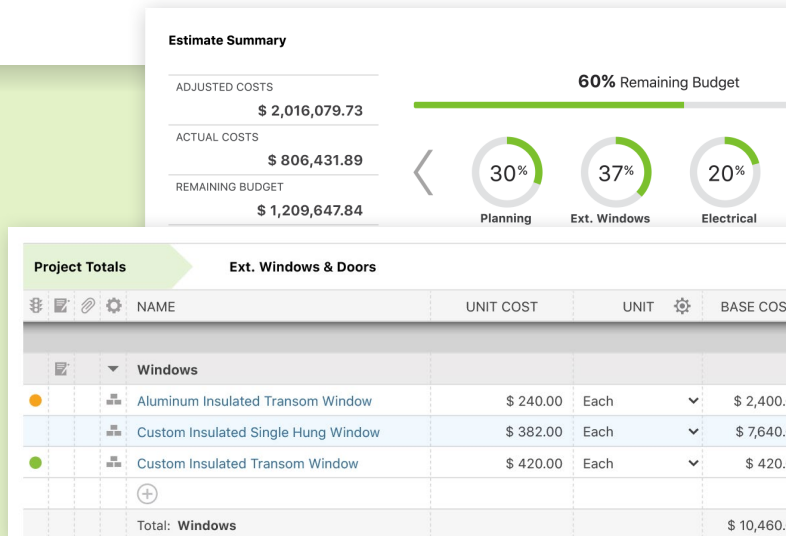 Estimate Summary
ADJUSTED COSTS
$ 2,016,079.73
60% Remaining Budget
ACTUAL COSTS
$ 806,431.89
REMAINING BUDGET
$ 1,209,647.84
30% 37% 20%
Planning Ext. Windows Electrical
Project Totals Ext. Windows & Doors
NAME UNIT COST UNIT BASE COS
Windows
Aluminum Insulated Transom Window $ 240.00 Each $ 2,400.
Custom Insulated Single Hung Window $ 382.00 Each $ 7,640.
Custom Insulated Transom Window $ 420.00 Each $ 420.
Total: Windows $ 10,460.